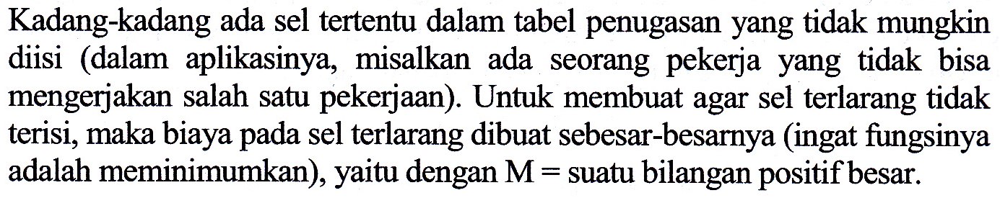 Kadang-kadang ada sel tertentu dalam tabel penugasan yang tidak mungkin
diisi (dalam aplikasinya, misalkan ada seorang pekerja yang tidak bisa
mengerjakan salah satu pekerjaan). Untuk membuat agar sel terlarang tidak
terisi, maka biaya pada sel terlarang dibuat sebesar-besarnya (ingat fungsinya
adalah meminimumkan), yaitu dengan M = suatu bilangan positif besar.